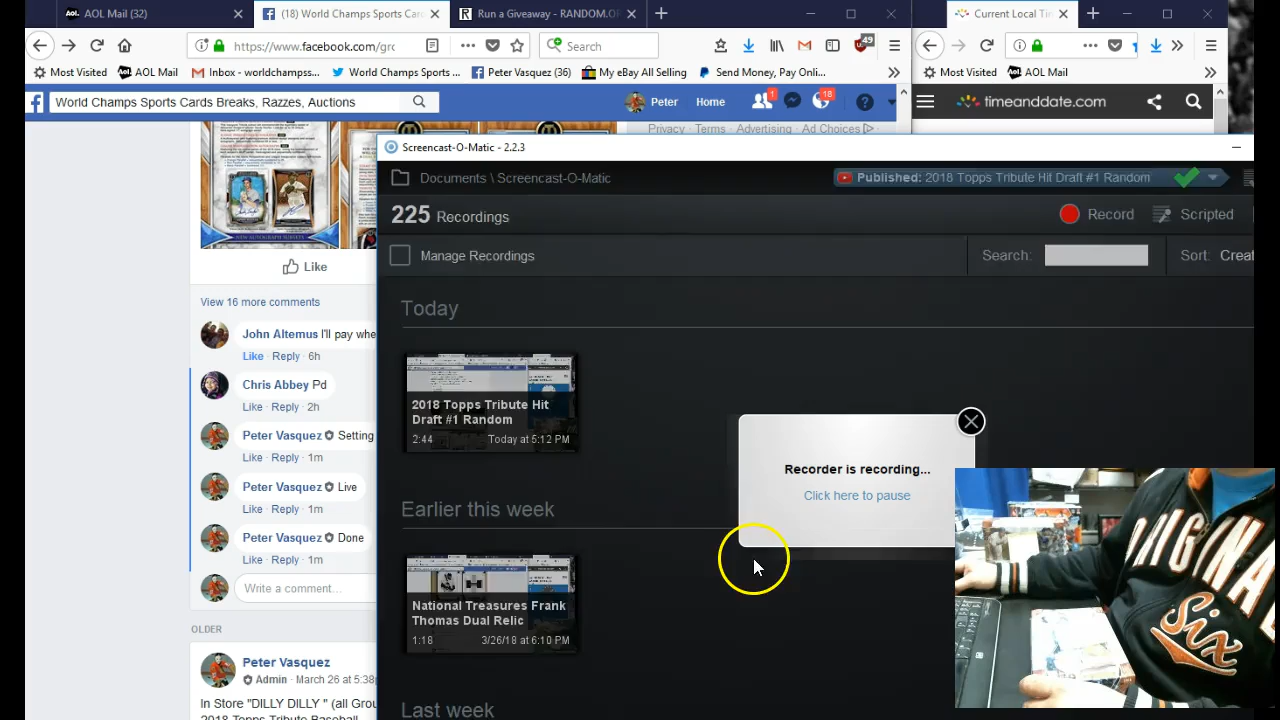 AOL Mail (32)
(18) World Champs Sports Car
Run a Giveaway - RANDOM.OR
Current Local Ti
https://www.facebook.com/gro
Search
49
Most Visited
AOL Mail
Inbox - worldchampss...
World Champs Sports ...
Peter Vasquez (36)
My eBay All Selling
Send Money, Pay Onli...
Most Visited
AOL Mail
World Champs Sports Cards Breaks, Razzes, Auctions
Peter
Home
1
18
timeanddate.com
Privacy · Terms · Advertising · Ad Choices
Screencast-O-Matic - 2.2.3
Documents \ Screencast-O-Matic
Published: 2018 Topps Tribute Hit Draft #1 Random
225 Recordings
Record
Scripted
Manage Recordings
Search:
Sort: Creat
Like
View 16 more comments
Today
John Altemus I'll pay whe
Like · Reply · 6h
Chris Abbey Pd
Like · Reply · 2h
Peter Vasquez Setting
Like · Reply · 1m
Peter Vasquez Live
Like · Reply · 1m
Peter Vasquez Done
Like · Reply · 1m
Write a comment...
2018 Topps Tribute Hit
Draft #1 Random
2:44
Today at 5:12 PM
Recorder is recording...
Click here to pause
Earlier this week
National Treasures Frank
Thomas Dual Relic
1:18
3/26/18 at 6:10 PM
Last week
OLDER
Peter Vasquez
Admin · March 26 at 5:38p
In Store "DILLY DILLY " (all Grou
2018 Topps Tribute Baseball
ORIGINAL
Six